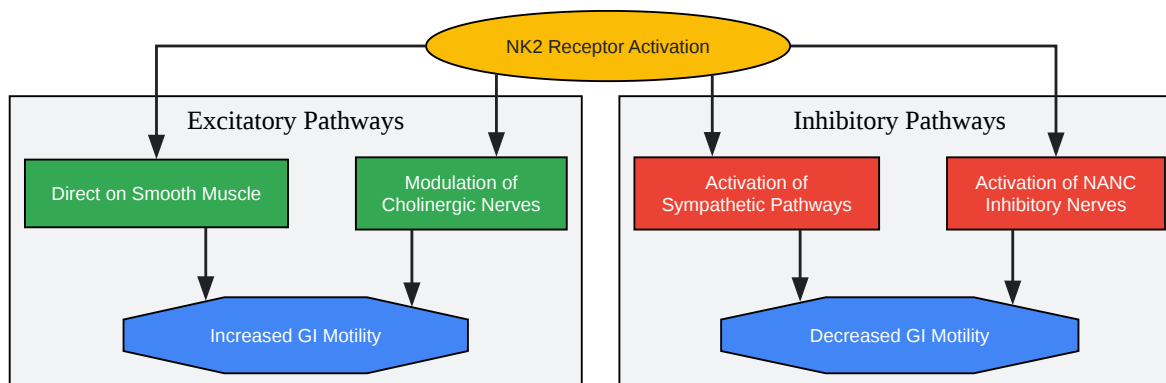 NK2 Receptor Activation
Excitatory Pathways
Inhibitory Pathways
Direct on Smooth Muscle
Modulation of
Cholinergic Nerves
Activation of
Sympathetic Pathways
Activation of NANC
Inhibitory Nerves
Increased GI Motility
Decreased GI Motility